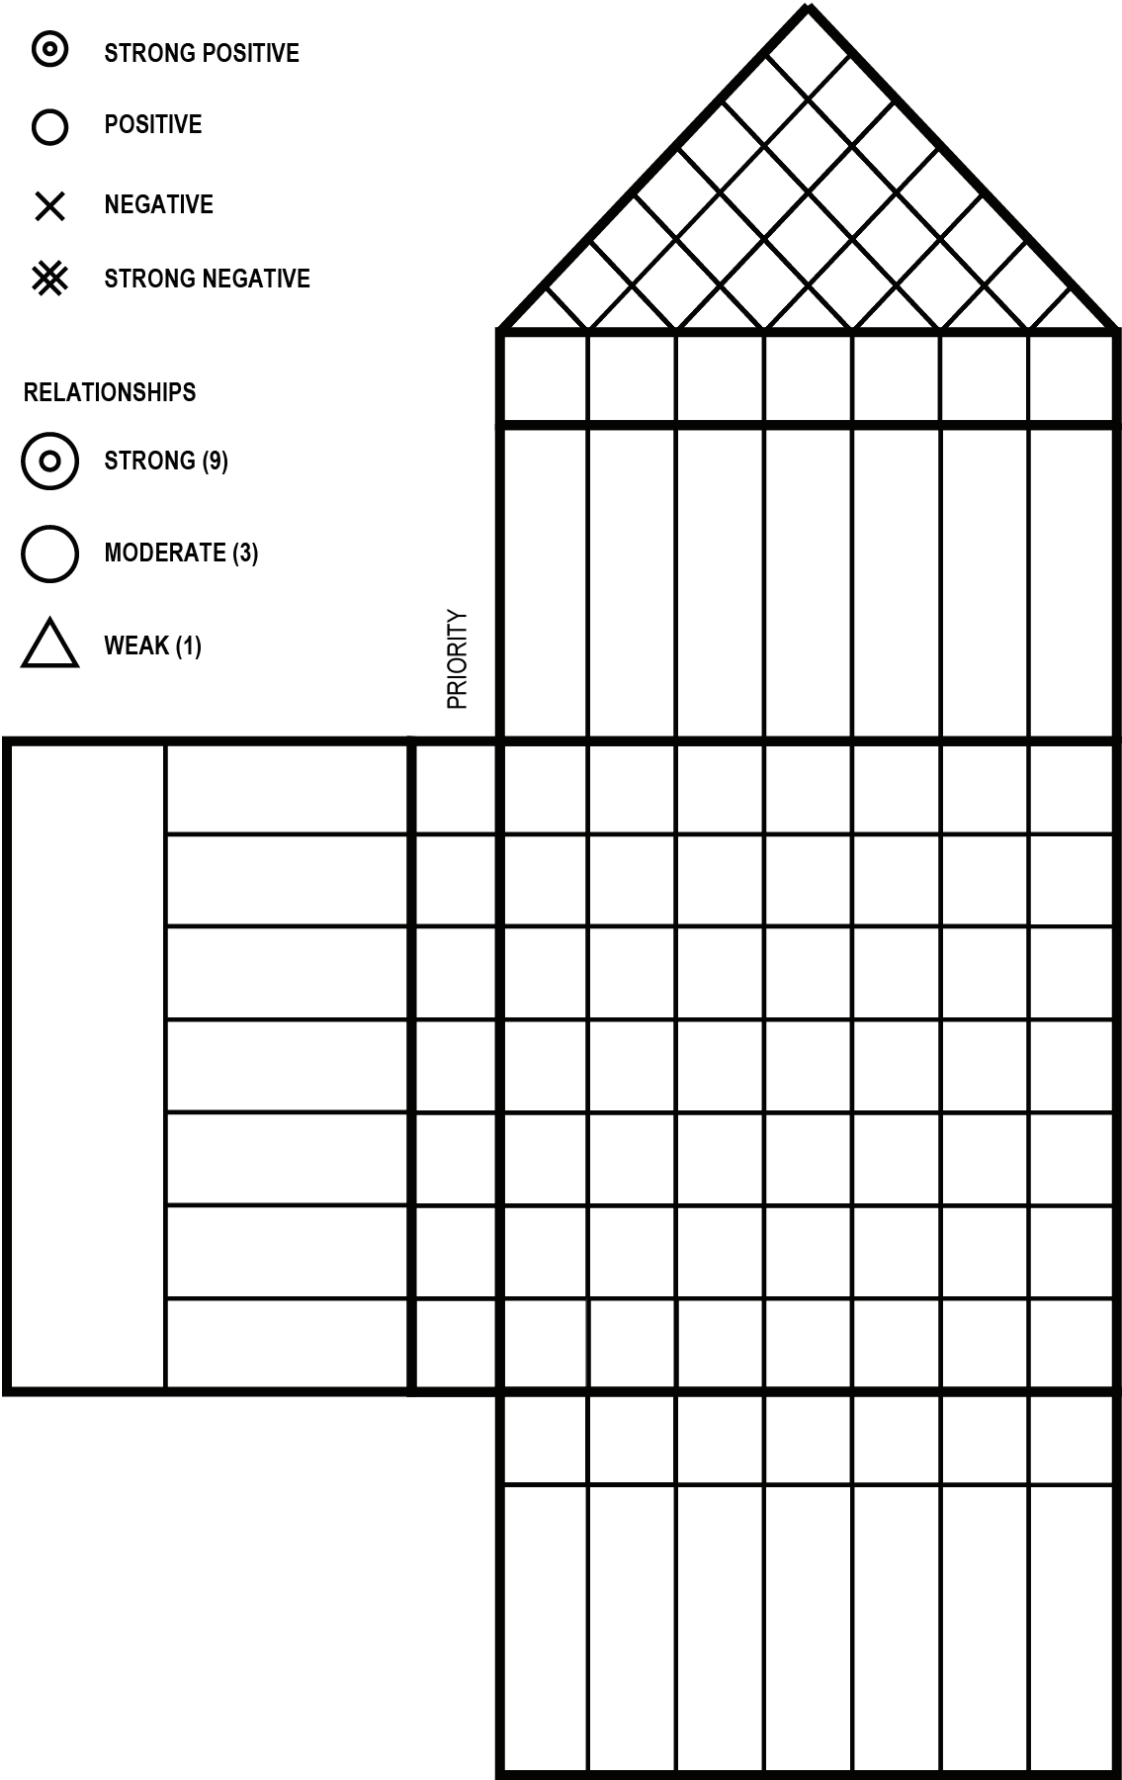 STRONG POSITIVE
POSITIVE
NEGATIVE
STRONG NEGATIVE
RELATIONSHIPS
STRONG (9)
MODERATE (3)
WEAK (1)
PRIORITY